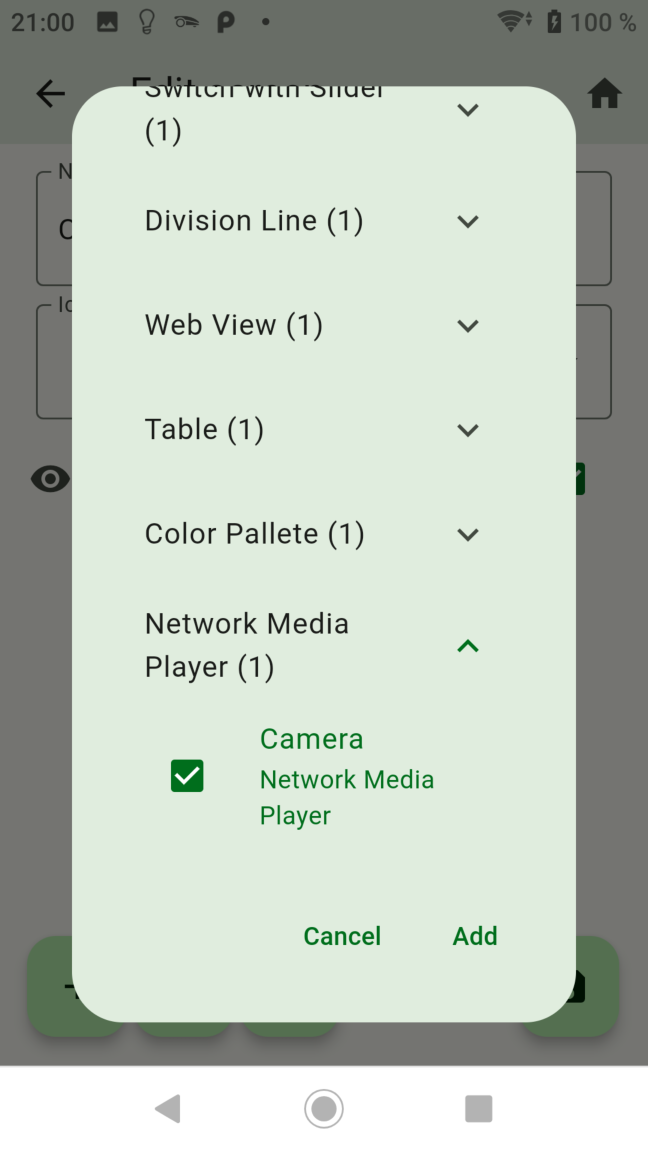 21:00
100 %
Switch with Slider
(1)
Division Line (1)
Web View (1)
Table (1)
Color Pallete (1)
Network Media
Player (1)
Camera
Network Media
Player
Cancel
Add